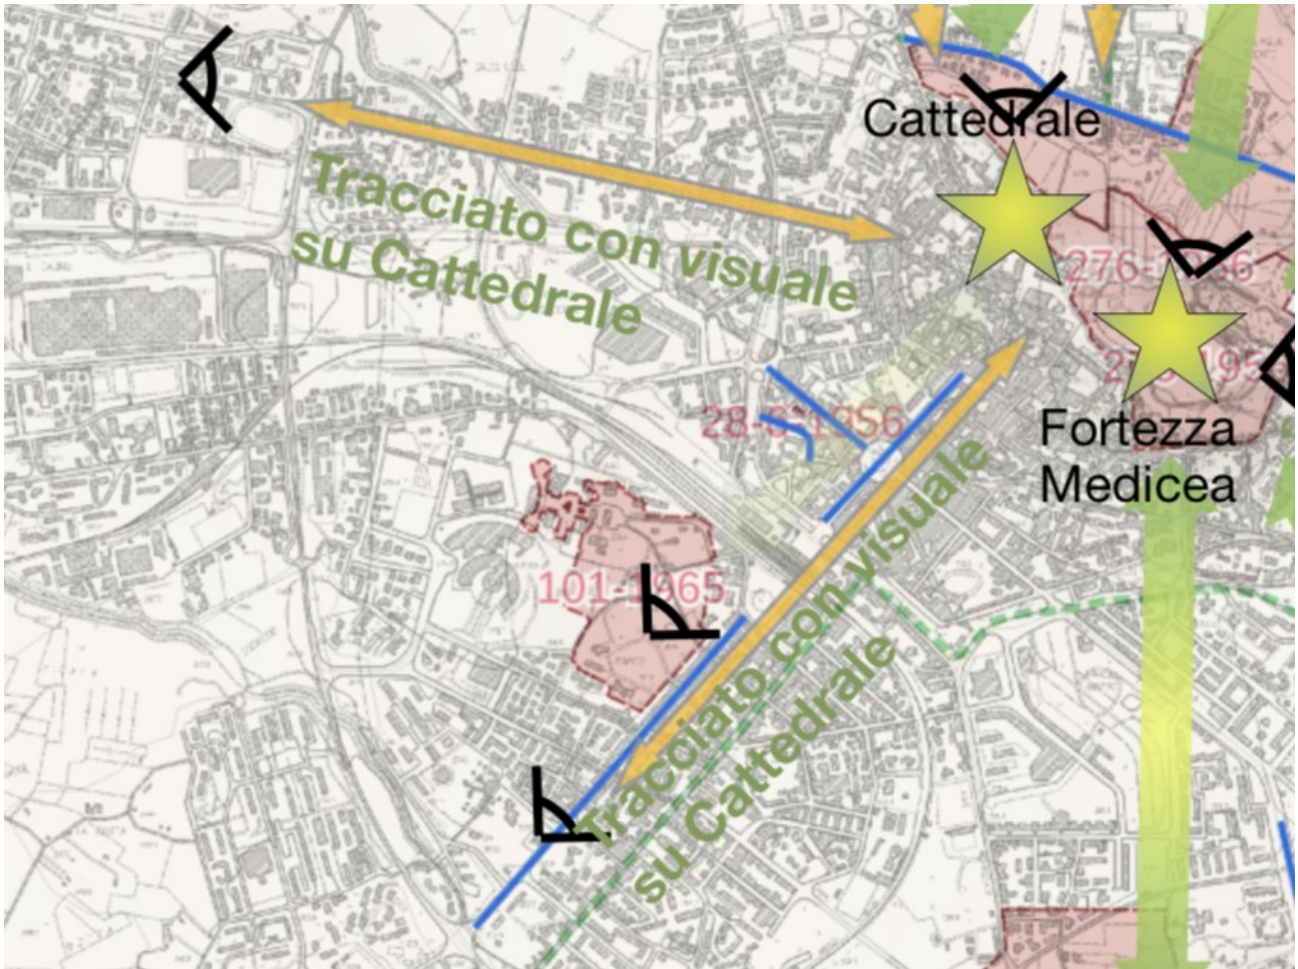 Cattedrale
Tracciato con visuale
su Cattedrale
276-1956
28-6-1956
Fortezza
Medicea
101-1965
Tracciato con visuale
su Cattedrale